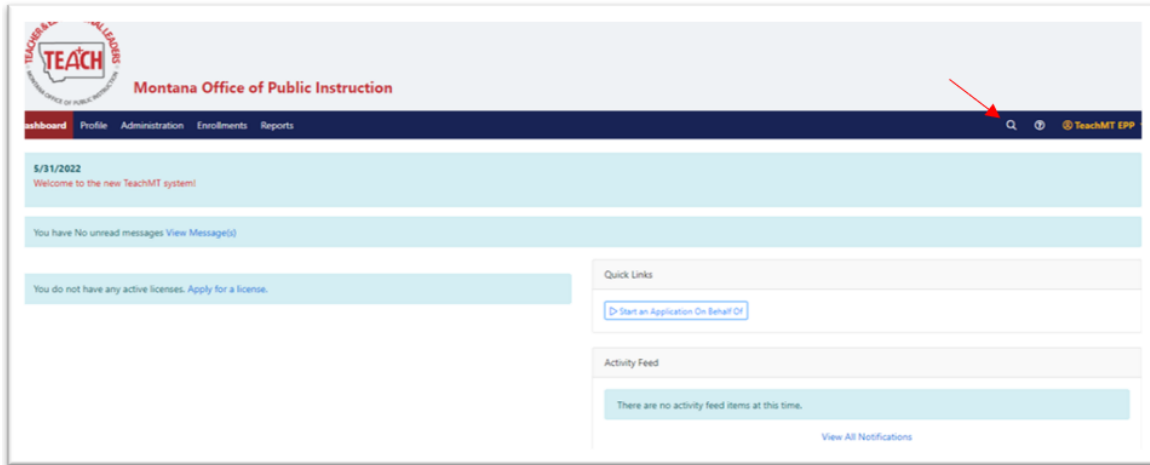 TEACH
Montana Office of Public Instruction
ashboard Profile Administration Enrollments Reports TeachMT EPP
5/31/2022
Welcome to the new TeachMT system!
You have No unread messages View Message(s)
You do not have any active licenses. Apply for a license.
Quick Links
Start an Application On Behalf Of
Activity Feed
There are no activity feed items at this time.
View All Notifications